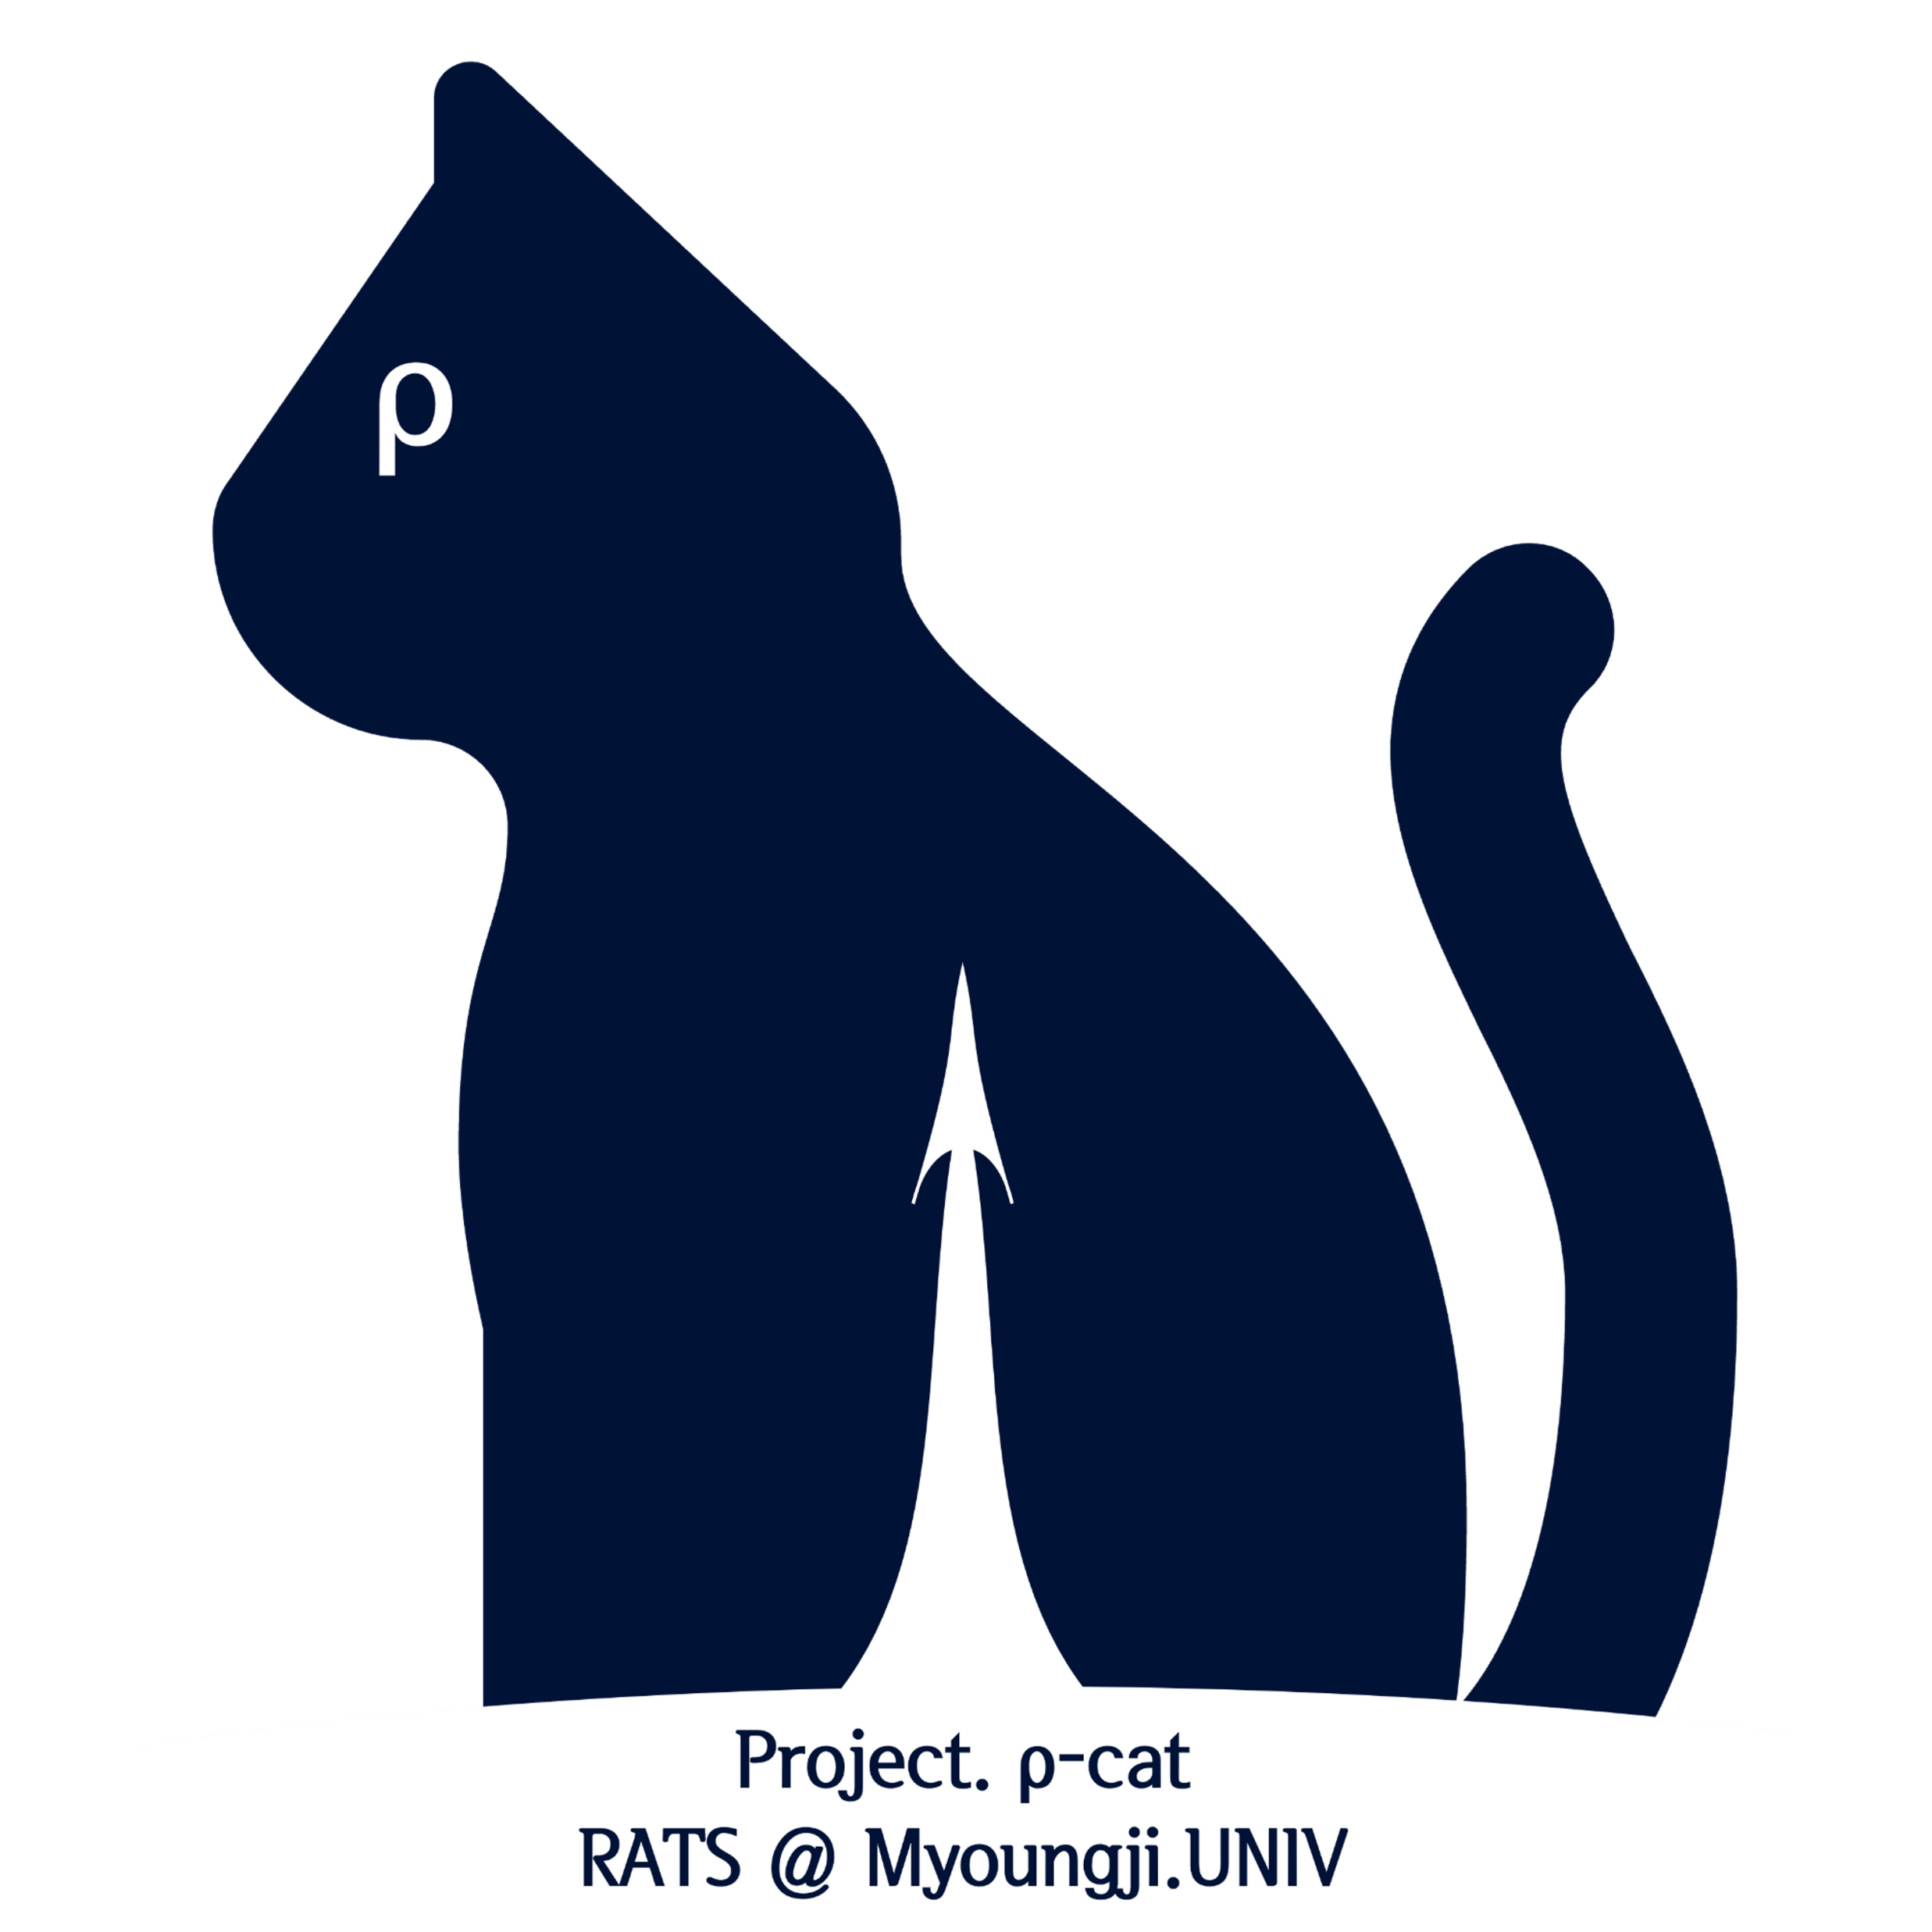 ρ
Project. ρ-cat
RATS @ Myoungji.UNIV